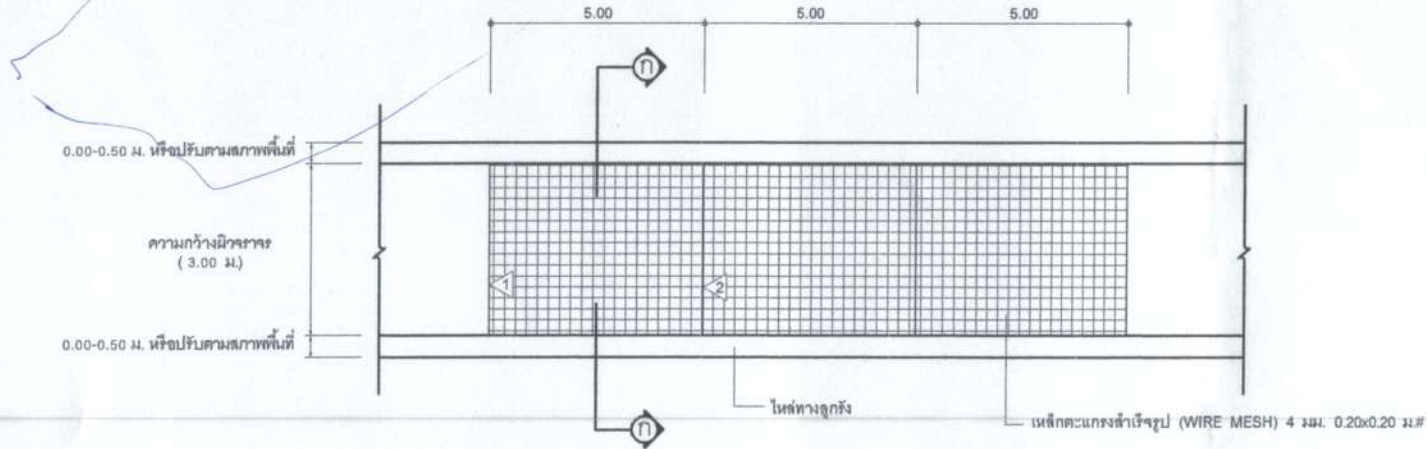 5.00 5.00 5.00
ก
0.00-0.50 ม. หรือปรับตามสภาพพื้นที่
ความกว้างผิวจราจร
( 3.00 ม.)
1 2
0.00-0.50 ม. หรือปรับตามสภาพพื้นที่
ไหล่ทางลูกรัง
เหล็กตะแกรงสำเร็จรูป (WIRE MESH) 4 มม. 0.20x0.20 ม.#
ก